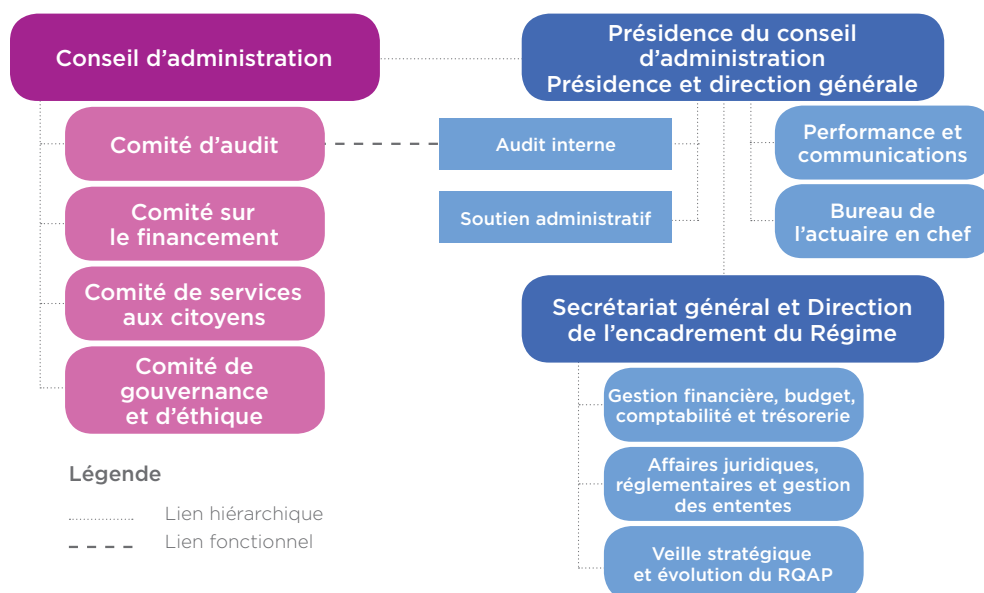 Conseil d’administration
Présidence du conseil
d’administration
Présidence et direction générale
Comité d’audit
Comité sur
le financement
Comité de services
aux citoyens
Comité de
gouvernance
et d’éthique
Audit interne
Soutien administratif
Performance et
communications
Bureau de
l’actuaire en chef
Secrétariat général et Direction
de l’encadrement du Régime
Gestion financière, budget,
comptabilité et trésorerie
Affaires juridiques,
réglementaires et gestion
des ententes
Veille stratégique
et évolution du RQAP
Légende
Lien hiérarchique
Lien fonctionnel